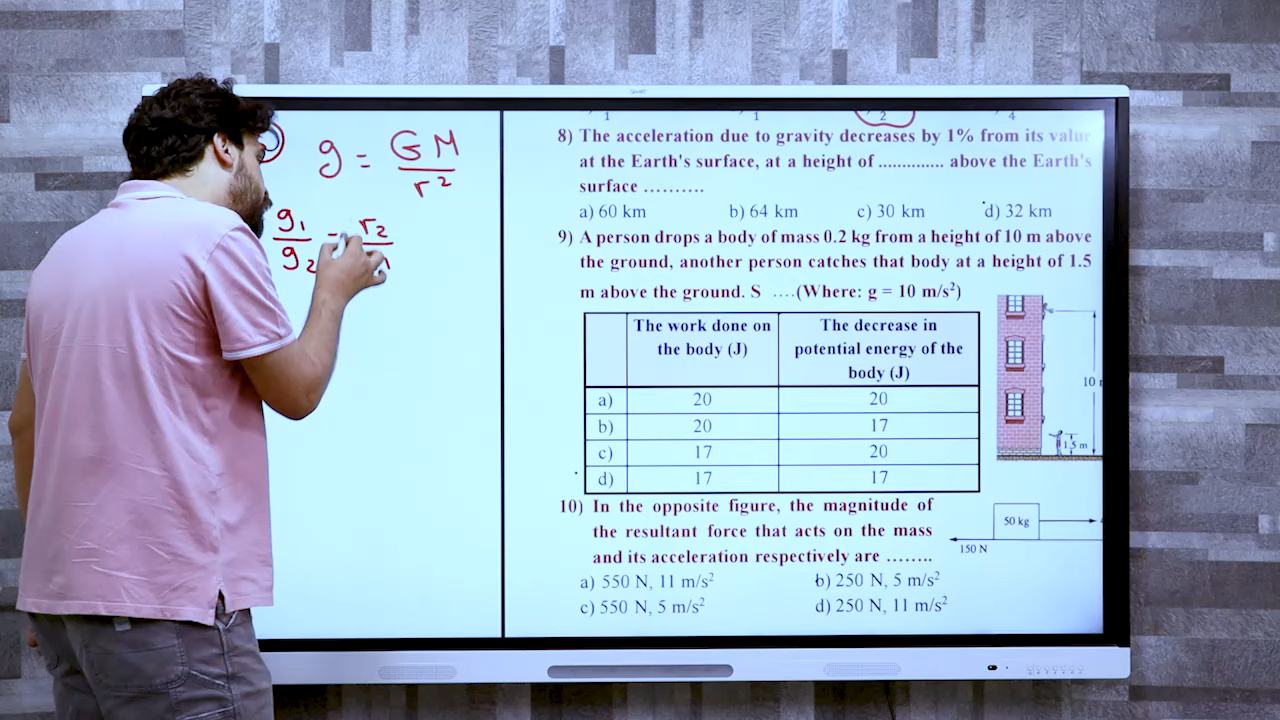 g = GM
r²
g₁ = r₂
g₂
1 1 2 4
8) The acceleration due to gravity decreases by 1% from its value
at the Earth's surface, at a height of ............. above the Earth's
surface ..........
a) 60 km b) 64 km c) 30 km d) 32 km
9) A person drops a body of mass 0.2 kg from a height of 10 m above
the ground, another person catches that body at a height of 1.5
m above the ground. S ....(Where: g = 10 m/s²)
The work done on The decrease in
the body (J) potential energy of the
body (J)
a) 20 20
b) 20 17
c) 17 20
d) 17 17
10
1.5 m
10) In the opposite figure, the magnitude of
the resultant force that acts on the mass
and its acceleration respectively are ........
50 kg
150 N
a) 550 N, 11 m/s² b) 250 N, 5 m/s²
c) 550 N, 5 m/s² d) 250 N, 11 m/s²